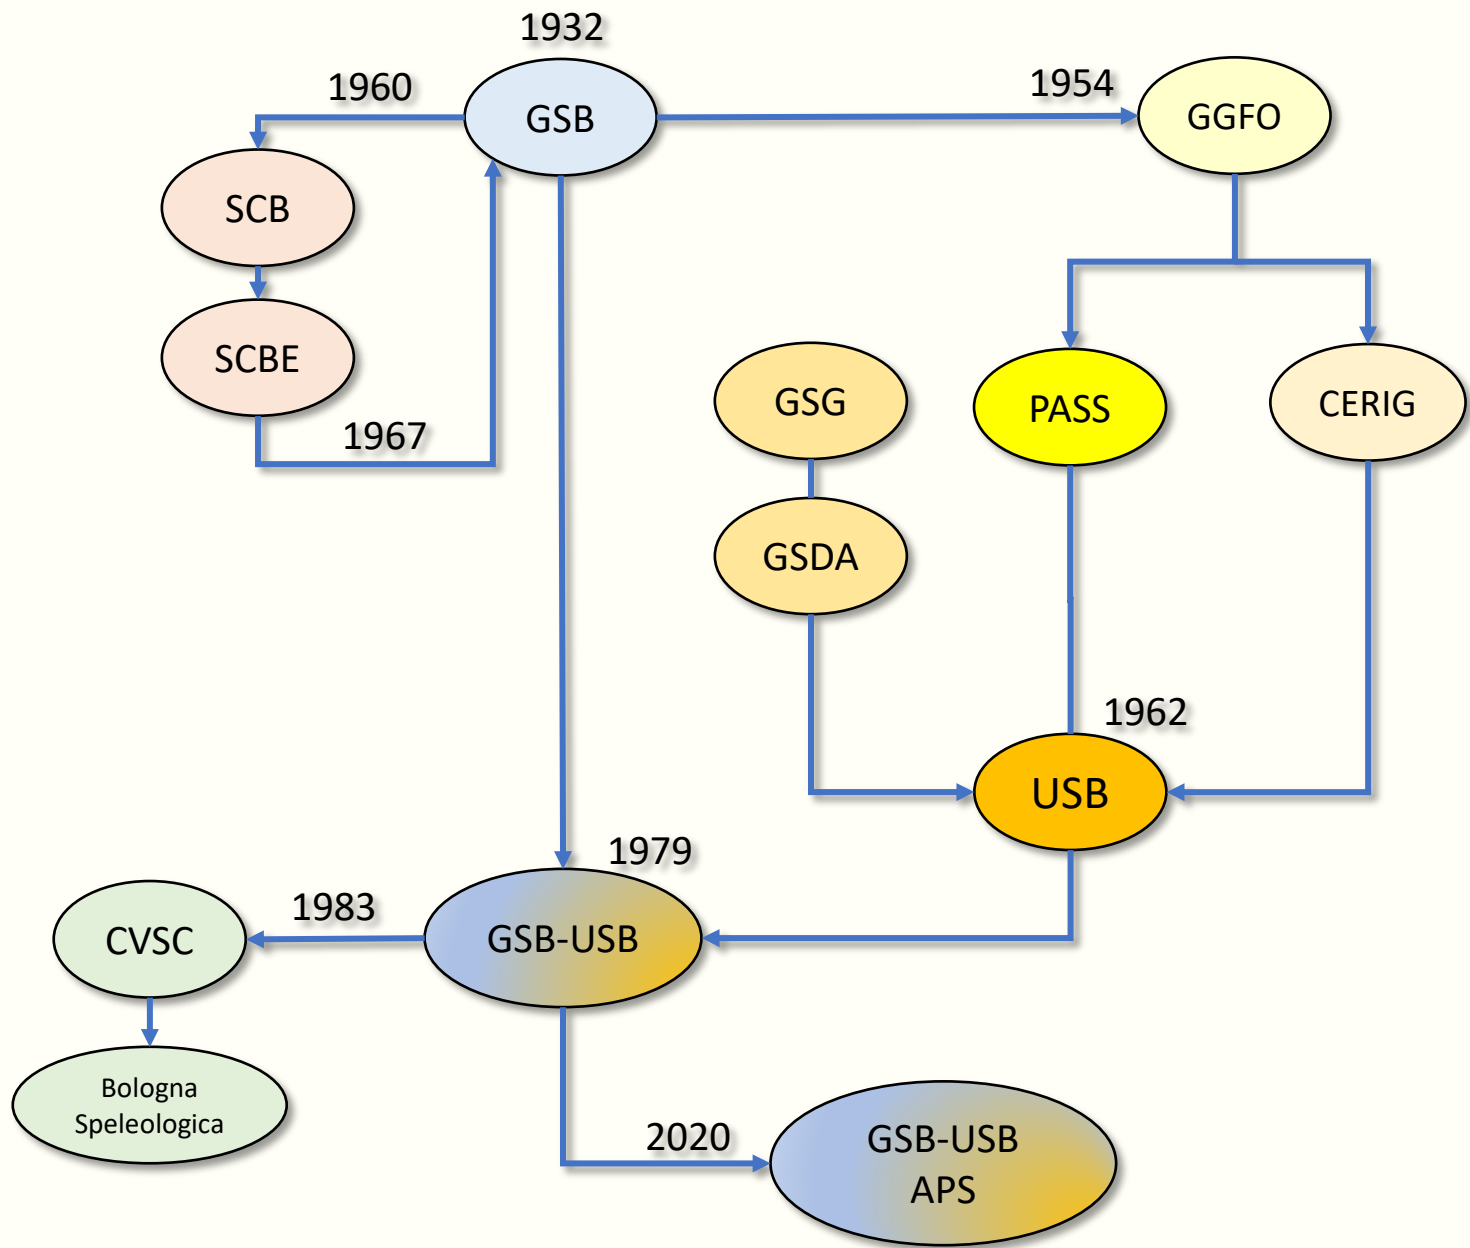 1932
1960
GSB
1954
GGFO
SCB
SCBE
1967
GSG
PASS
CERIG
GSDA
1962
USB
1979
1983
CVSC
GSB-USB
Bologna
Speleologica
2020
GSB-USB
APS